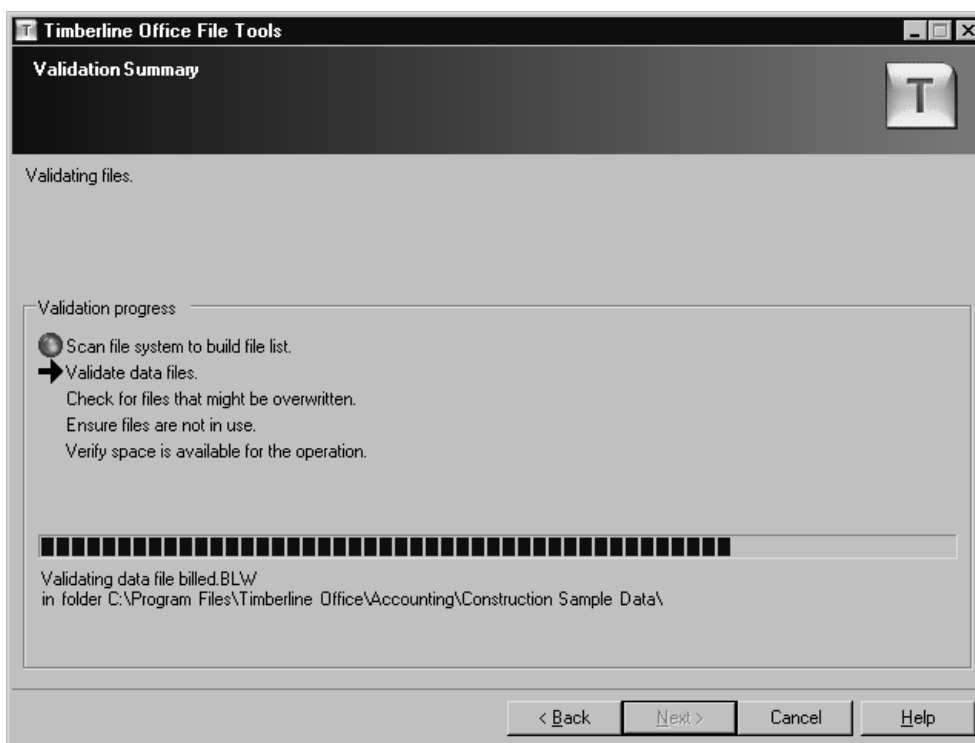 T Timberline Office File Tools
Validation Summary
T
Validating files.
Validation progress
Scan file system to build file list.
Validate data files.
Check for files that might be overwritten.
Ensure files are not in use.
Verify space is available for the operation.
Validating data file billed.BLW
in folder C:\Program Files\Timberline Office\Accounting\Construction Sample Data\
< Back Next > Cancel Help